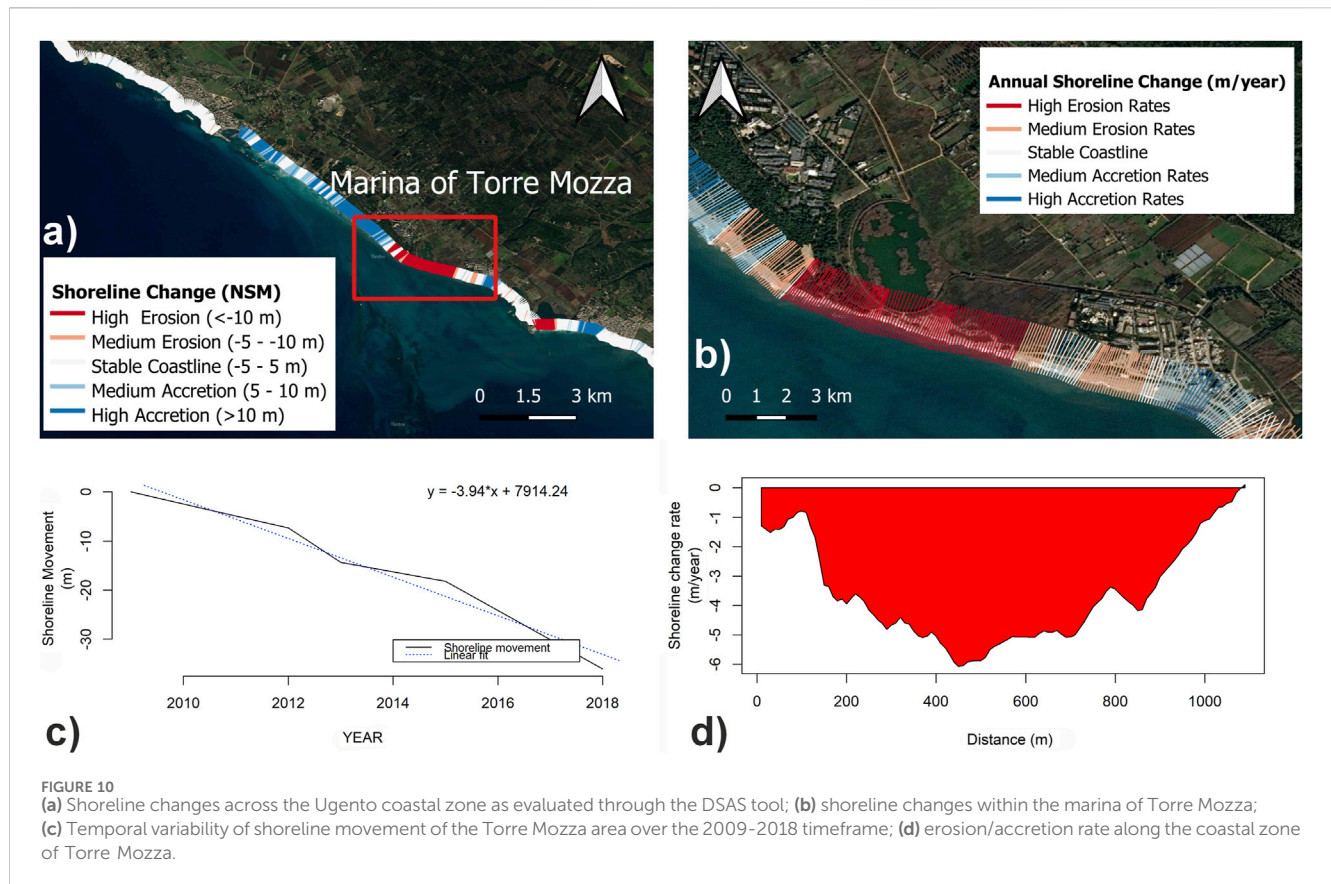 Marina of Torre Mozza
a)
Shoreline Change (NSM)
High Erosion (<-10 m)
Medium Erosion (-5 - -10 m)
Stable Coastline (-5 - 5 m)
Medium Accretion (5 - 10 m)
High Accretion (>10 m)
0 1.5 3 km
Annual Shoreline Change (m/year)
High Erosion Rates
Medium Erosion Rates
Stable Coastline
Medium Accretion Rates
High Accretion Rates
b)
0 1 2 3 km
y = -3.94*x + 7914.24
Shoreline Movement
(m)
0
-10
-20
-30
Shoreline movement
Linear fit
2010 2012 2014 2016 2018
YEAR
c)
Shoreline change rate
(m/year)
0
-1
-2
-3
-4
-5
-6
0 200 400 600 800 1000
Distance (m)
d)
FIGURE 10
(a) Shoreline changes across the Ugento coastal zone as evaluated through the DSAS tool; (b) shoreline changes within the marina of Torre Mozza;
(c) Temporal variability of shoreline movement of the Torre Mozza area over the 2009-2018 timeframe; (d) erosion/accretion rate along the coastal zone
of Torre Mozza.